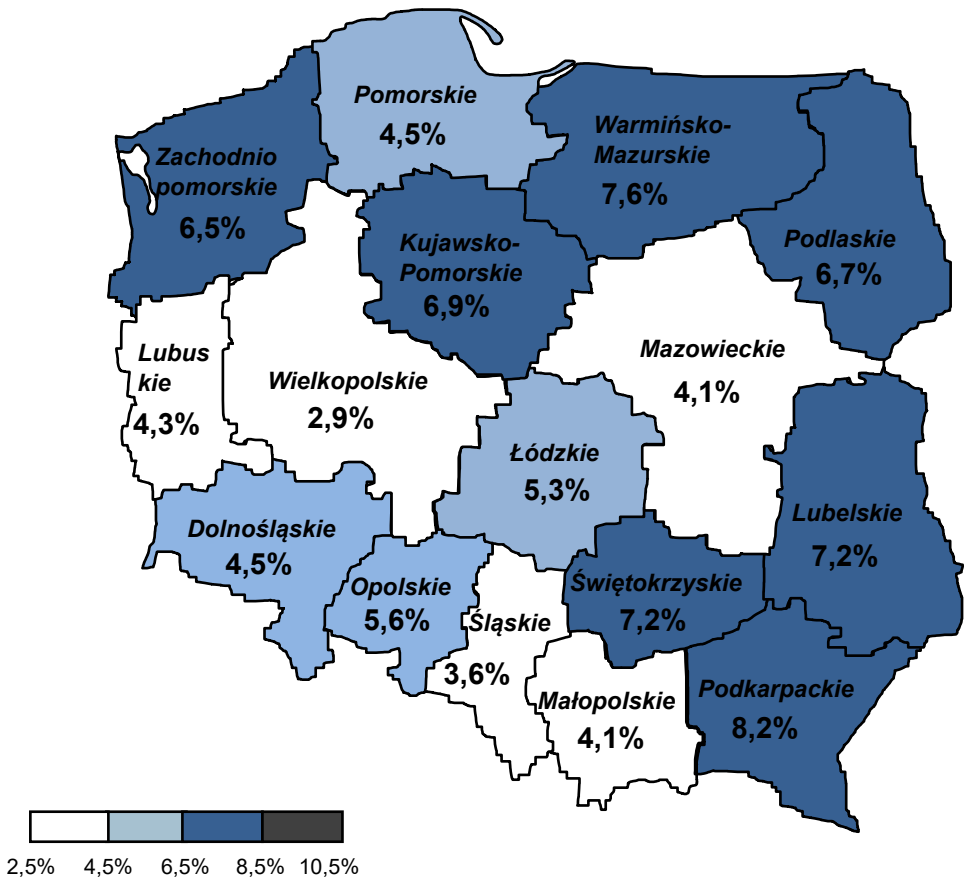 Pomorskie
4,5%
Warmińsko-
Mazurskie
7,6%
Zachodnio
pomorskie
6,5%
Kujawsko-
Pomorskie
6,9%
Podlaskie
6,7%
Lubus
kie
4,3%
Wielkopolskie
2,9%
Mazowieckie
4,1%
Łódzkie
5,3%
Dolnośląskie
4,5%
Lubelskie
7,2%
Opolskie
5,6%
Śląskie
3,6%
Świętokrzyskie
7,2%
Małopolskie
4,1%
Podkarpackie
8,2%
2,5% 4,5% 6,5% 8,5% 10,5%